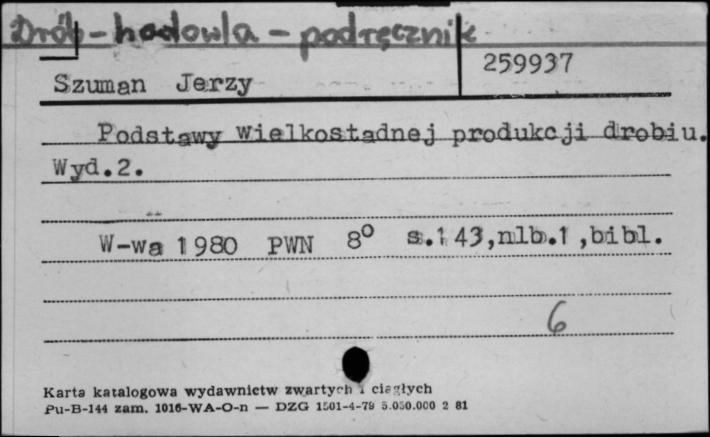 Drób - hodowla - podręcznik
259937
Szuman Jerzy
Podstawy Wielkostadnej produkcji drobiu.
Wyd.2.
W-wa 1980 PWN 8° s.143,nlb.1,bibl.
6
Karta katalogowa wydawnictw zwartych i ciągłych
Pu-B-144 zam. 1016-WA-O-n — DZG 1501-4-79 5.050.000 2 81